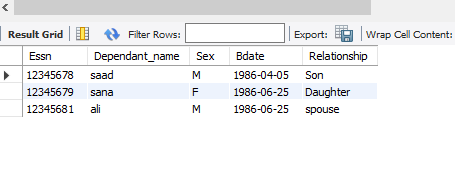 Result Grid Filter Rows: Export: Wrap Cell Content:
Essn Dependant_name Sex Bdate Relationship
12345678 saad M 1986-04-05 Son
12345679 sana F 1986-06-25 Daughter
12345681 ali M 1986-06-25 spouse